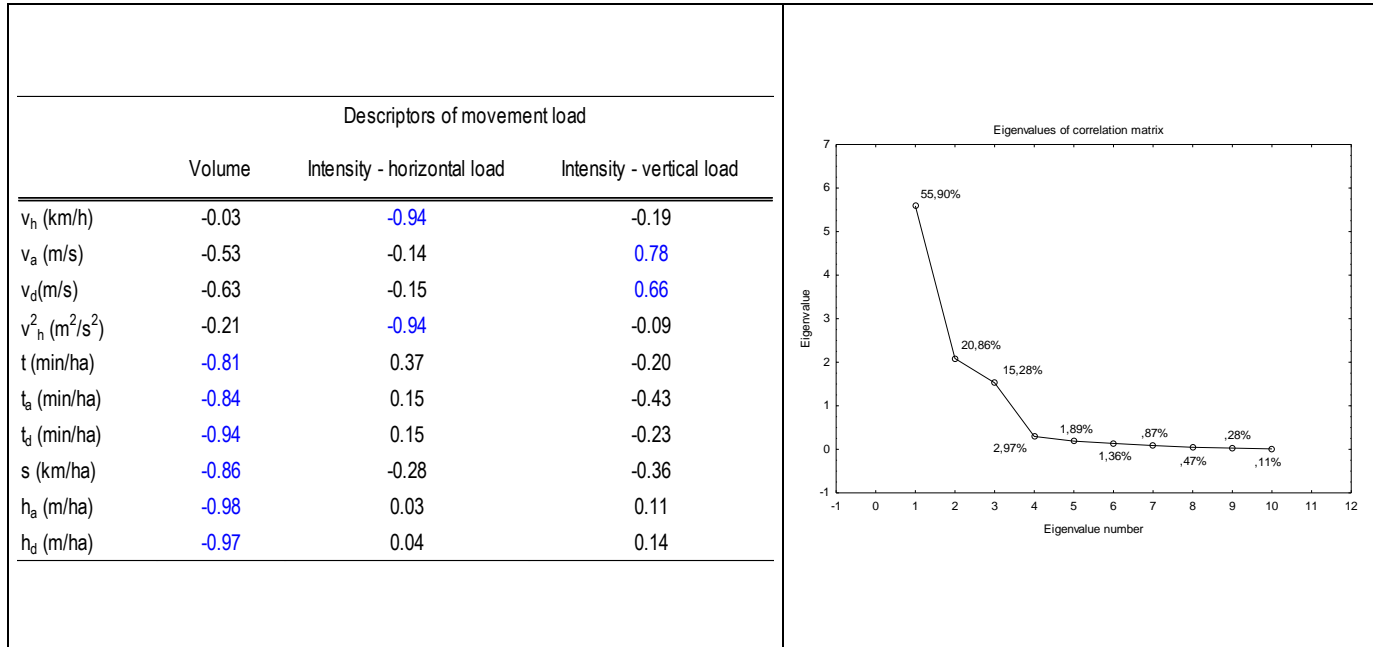 Descriptors of movement load
Volume Intensity - horizontal load Intensity - vertical load
vₕ (km/h) -0.03 -0.94 -0.19
vₐ (m/s) -0.53 -0.14 0.78
v_d(m/s) -0.63 -0.15 0.66
v²ₕ (m²/s²) -0.21 -0.94 -0.09
t (min/ha) -0.81 0.37 -0.20
tₐ (min/ha) -0.84 0.15 -0.43
t_d (min/ha) -0.94 0.15 -0.23
s (km/ha) -0.86 -0.28 -0.36
hₐ (m/ha) -0.98 0.03 0.11
h_d (m/ha) -0.97 0.04 0.14
Eigenvalues of correlation matrix
7
6
5
4
3
2
1
0
-1
Eigenvalue
55,90%
20,86%
15,28%
2,97%
1,89%
1,36%
,87%
,47%
,28%
,11%
-1 0 1 2 3 4 5 6 7 8 9 10 11 12
Eigenvalue number